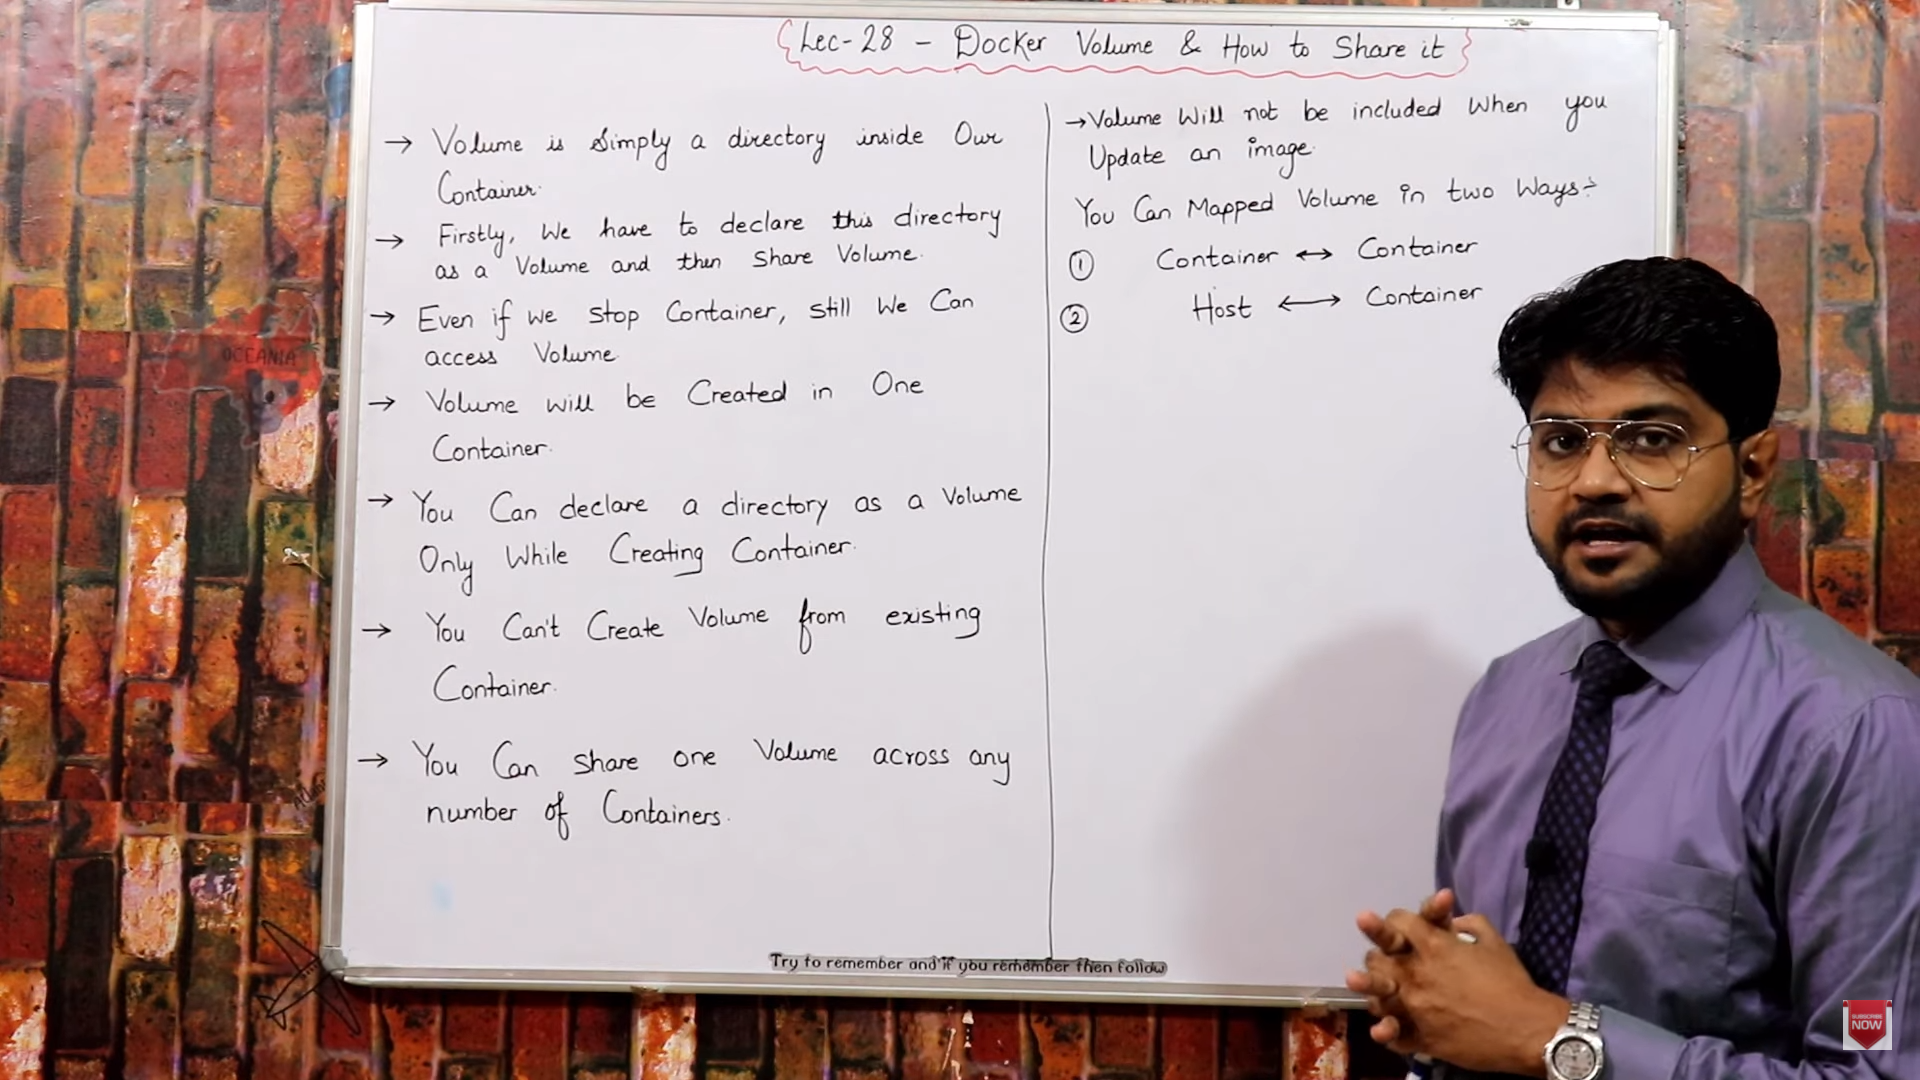 Lec-28 - Docker Volume & How to Share it
→ Volume is Simply a directory inside Our
Container.
→ Firstly, We have to declare this directory
as a Volume and then Share Volume.
→ Even if we stop Container, still We Can
access Volume.
→ Volume will be Created in One
Container.
→ You Can declare a directory as a Volume
Only While Creating Container.
→ You Can't Create Volume from existing
Container.
→ You Can share one Volume across any
number of Containers.
→ Volume Will not be included When you
Update an image.
You Can Mapped Volume in two Ways:-
① Container ↔ Container
② Host ↔ Container
OCEANIA
Try to remember and if you remember then follow
SUBSCRIBE
NOW